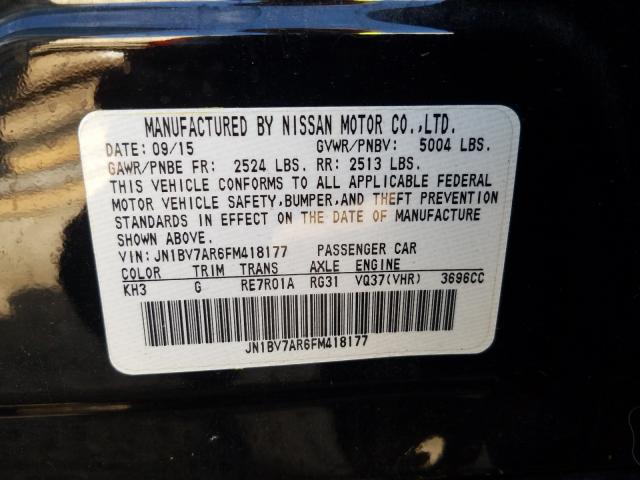 MANUFACTURED BY NISSAN MOTOR CO.,LTD.
DATE: 09/15 GVWR/PNBV: 5004 LBS.
GAWR/PNBE FR: 2524 LBS. RR: 2513 LBS.
THIS VEHICLE CONFORMS TO ALL APPLICABLE FEDERAL
MOTOR VEHICLE SAFETY,BUMPER,AND THEFT PREVENTION
STANDARDS IN EFFECT ON THE DATE OF MANUFACTURE
SHOWN ABOVE.
VIN:JN1BV7AR6FM418177 PASSENGER CAR
COLOR TRIM TRANS AXLE ENGINE
KH3 G RE7R01A RG31 VQ37(VHR) 3696CC
JN1BV7AR6FM418177